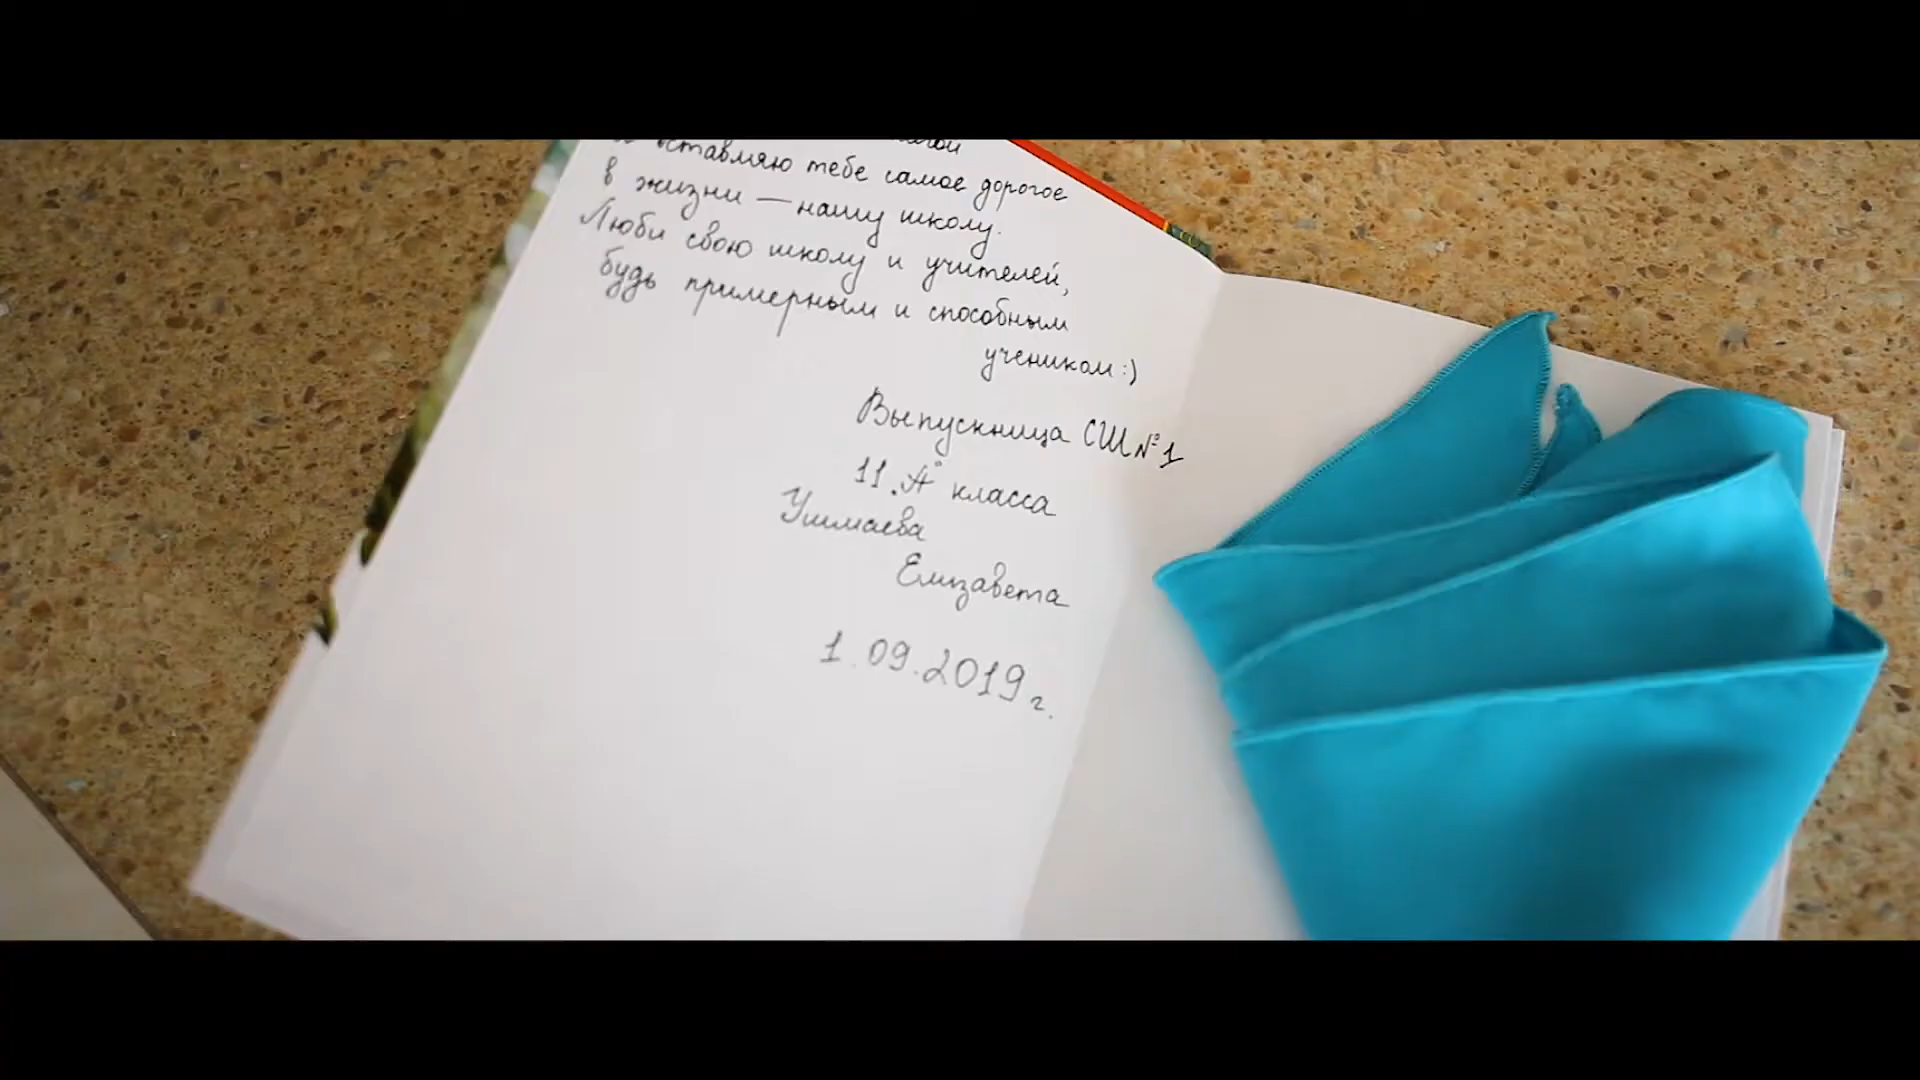 оставляю тебе самое дорогое
в жизни — нашу школу.
Люби свою школу и учителей,
будь примерным и способным
учеником :)
Выпускница СШ №1
11 "А" класса
Ушмаева
Елизавета
1.09.2019 г.